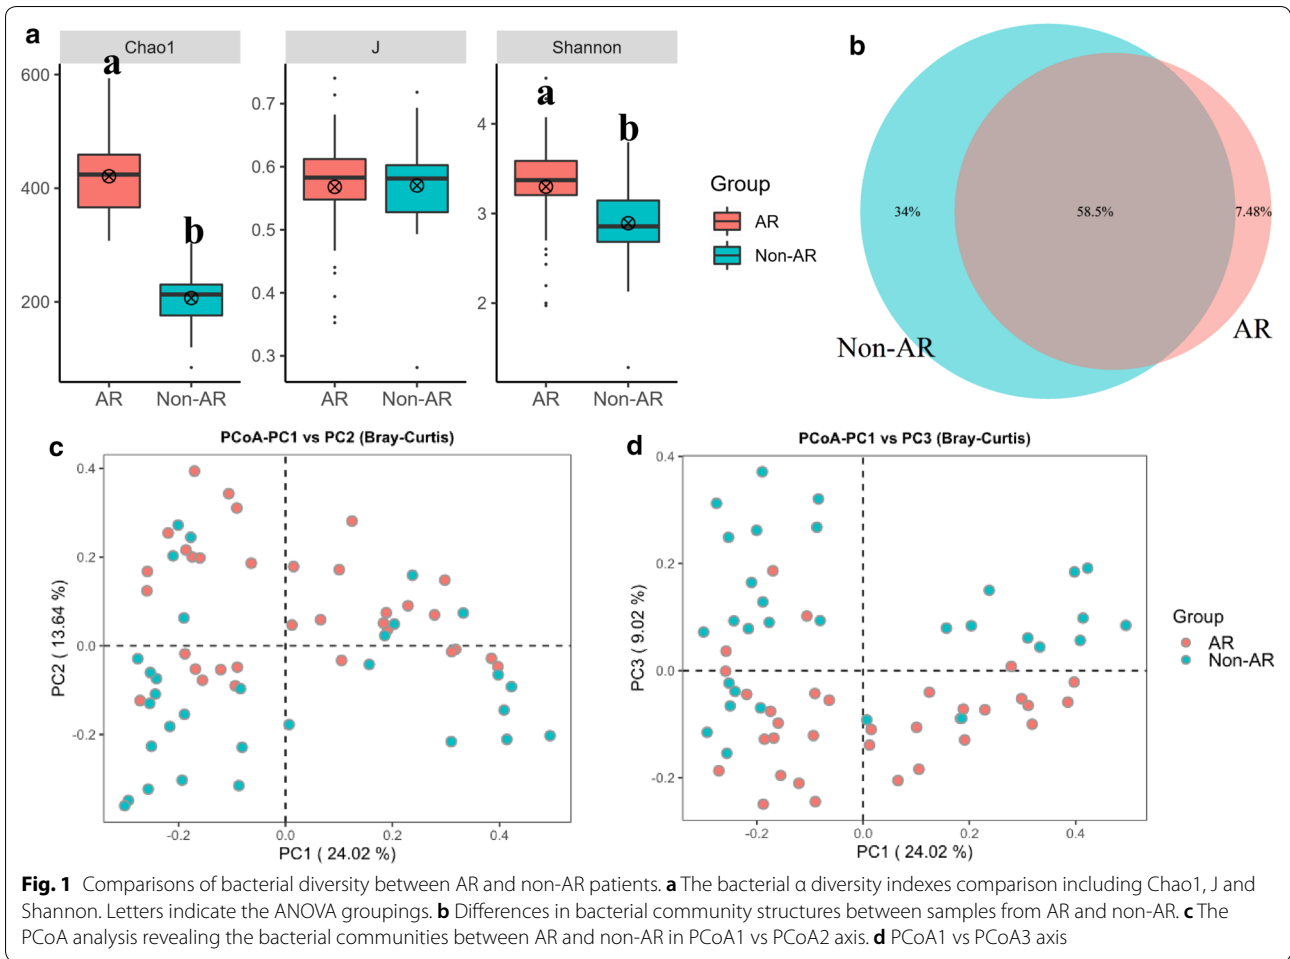 a
Chao1
J
Shannon
600
400
200
a
b
AR
Non-AR
0.7
0.6
0.5
0.4
0.3
AR
Non-AR
4
3
2
a
b
AR
Non-AR
Group
AR
Non-AR
b
34%
58.5%
7.48%
Non-AR
AR
c
PCoA-PC1 vs PC2 (Bray-Curtis)
PC2 ( 13.64 %)
0.4
0.2
0.0
-0.2
-0.2
0.0
0.2
0.4
PC1 ( 24.02 %)
d
PCoA-PC1 vs PC3 (Bray-Curtis)
PC3 ( 9.02 %)
0.4
0.2
0.0
-0.2
-0.2
0.0
0.2
0.4
PC1 ( 24.02 %)
Group
AR
Non-AR
Fig. 1 Comparisons of bacterial diversity between AR and non-AR patients. a The bacterial α diversity indexes comparison including Chao1, J and
Shannon. Letters indicate the ANOVA groupings. b Differences in bacterial community structures between samples from AR and non-AR. c The
PCoA analysis revealing the bacterial communities between AR and non-AR in PCoA1 vs PCoA2 axis. d PCoA1 vs PCoA3 axis